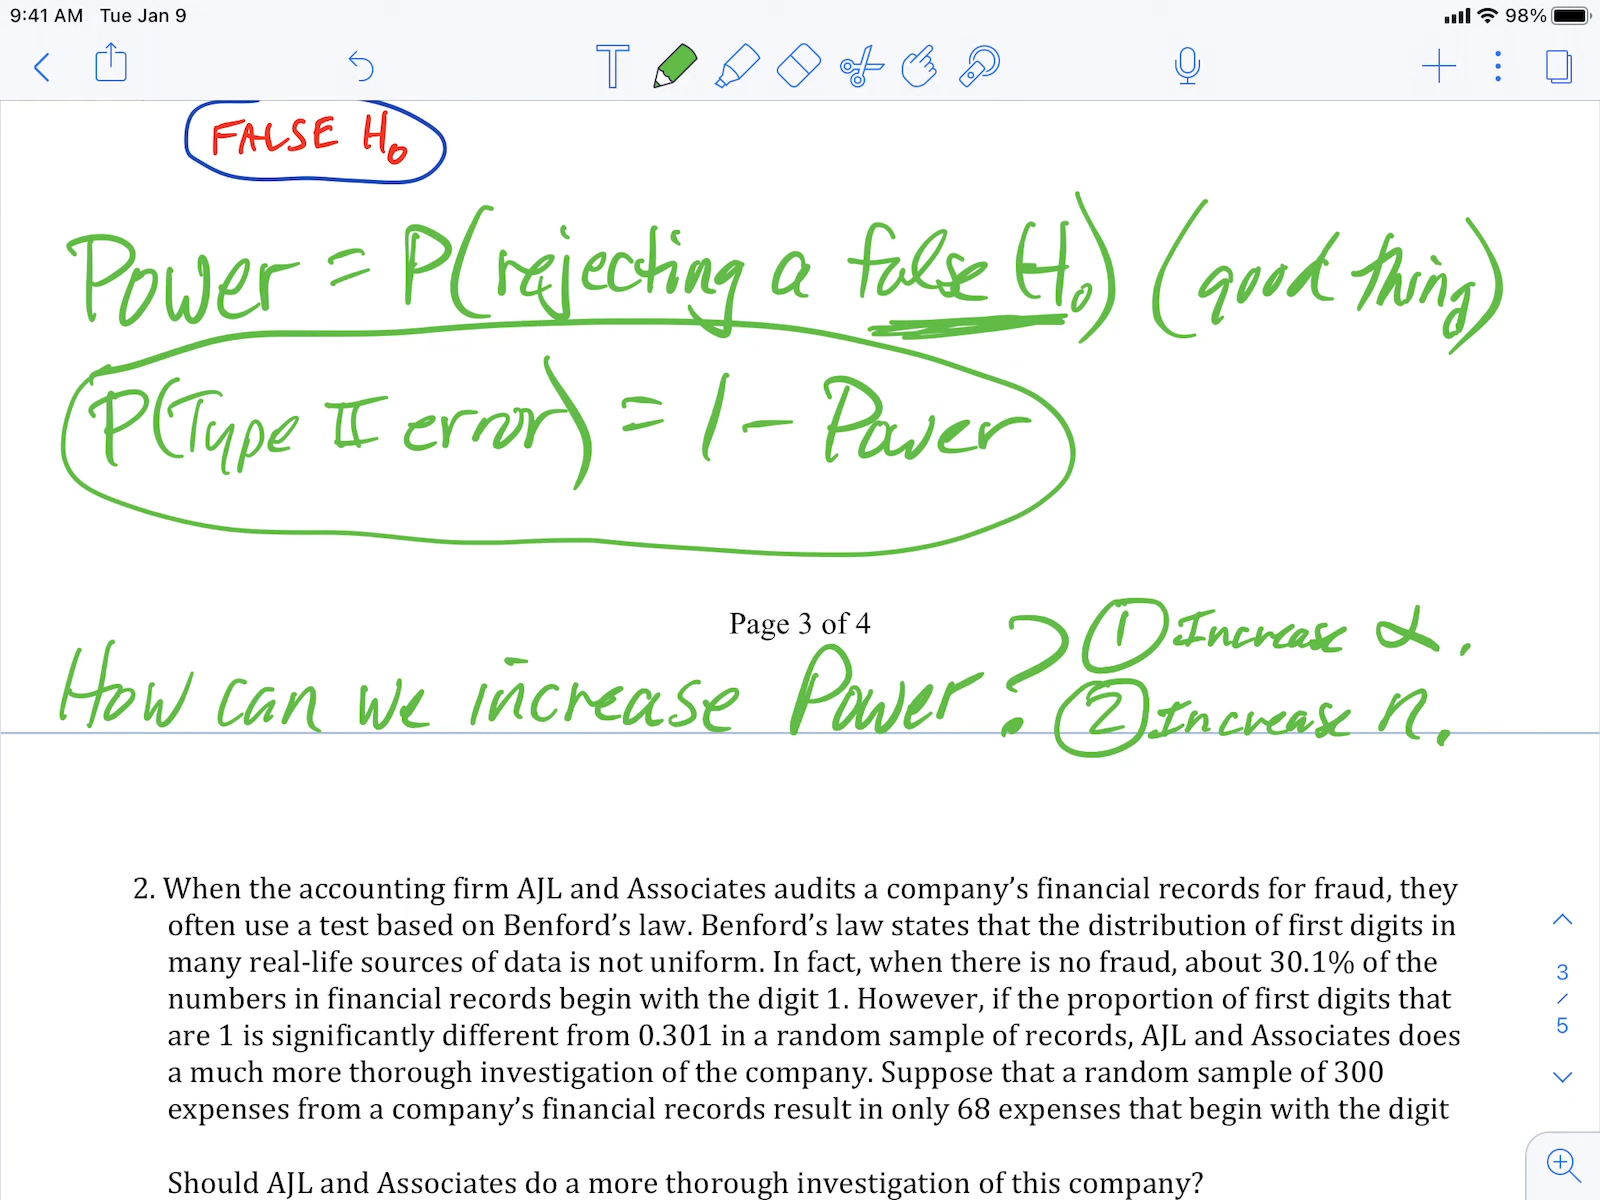 9:41 AM Tue Jan 9 98%
T
FALSE H₀
Power = P(rejecting a false H₀) (good thing)
P(Type II error) = 1 - Power
Page 3 of 4
How can we increase Power? ① Increase α.
② Increase n.
2. When the accounting firm AJL and Associates audits a company’s financial records for fraud, they
often use a test based on Benford’s law. Benford’s law states that the distribution of first digits in
many real-life sources of data is not uniform. In fact, when there is no fraud, about 30.1% of the
numbers in financial records begin with the digit 1. However, if the proportion of first digits that
are 1 is significantly different from 0.301 in a random sample of records, AJL and Associates does
a much more thorough investigation of the company. Suppose that a random sample of 300
expenses from a company’s financial records result in only 68 expenses that begin with the digit
Should AJL and Associates do a more thorough investigation of this company?
3
/
5